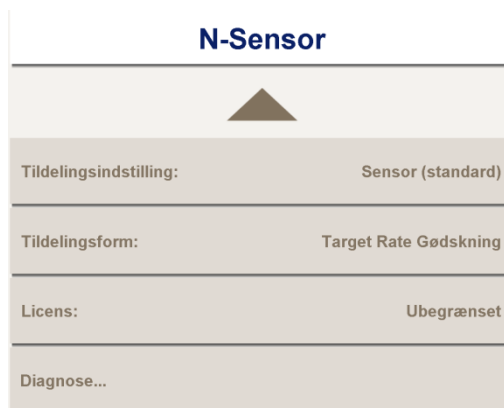 N-Sensor
Tildelingsindstilling: Sensor (standard)
Tildelingsform: Target Rate Gødskning
Licens: Ubegrænset
Diagnose...